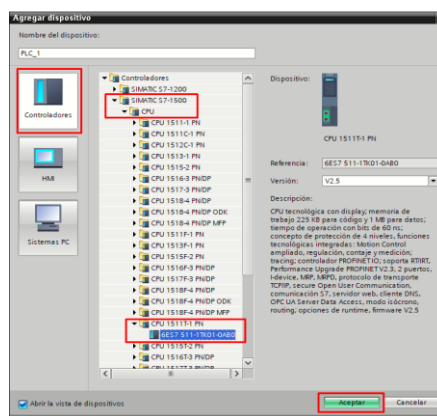 Agregar dispositivo
Nombre del dispositivo:
PLC_1
Controladores
HMI
Sistemas PC
Controladores
SIMATIC S7-1200
SIMATIC S7-1500
CPU
CPU 1511-1 PN
CPU 1511C-1 PN
CPU 1512C-1 PN
CPU 1513-1 PN
CPU 1515-2 PN
CPU 1516-3 PN/DP
CPU 1517-3 PN/DP
CPU 1518-4 PN/DP
CPU 1518-4 PN/DP ODK
CPU 1518-4 PN/DP MFP
CPU 1511F-1 PN
CPU 1513F-1 PN
CPU 1515F-2 PN
CPU 1516F-3 PN/DP
CPU 1517F-3 PN/DP
CPU 1518F-4 PN/DP
CPU 1518F-4 PN/DP ODK
CPU 1518F-4 PN/DP MFP
CPU 1511T-1 PN
6ES7 511-1TK01-0AB0
CPU 1515T-2 PN
CPU 1516T-3 PN/DP
CPU 1517T-3 PN/DP
Dispositivo:
CPU 1511T-1 PN
Referencia:
6ES7 511-1TK01-0AB0
Versión:
V2.5
Descripción:
CPU tecnológica con display; memoria de
trabajo 225 KB para código y 1 MB para datos;
tiempo de operación con bits de 60 ns;
concepto de protección de 4 niveles, funciones
tecnológicas integradas: Motion Control
ampliado, regulación, contaje y medición;
tracing; controlador PROFINET IO; soporta RT/IRT,
Performance Upgrade PROFINET V2.3, 2 puertos,
I-device, MRP, MRPD, protocolo de transporte
TCP/IP, secure Open User Communication,
comunicación S7, servidor web, cliente DNS,
OPC UA Server Data Access, modo isócrono,
routing; opciones de runtime, firmware V2.5
Abrir la vista de dispositivos
Aceptar
Cancelar